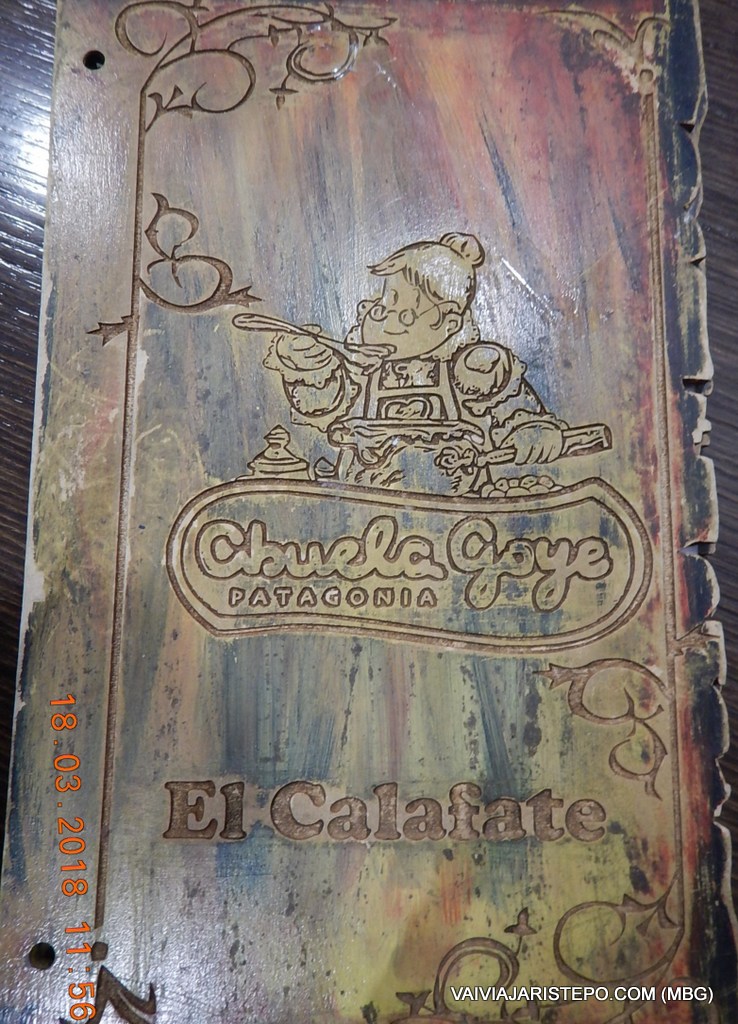 Chuela Goye
PATAGONIA
El Calafate
18.03.2018 11:56
VAIVIAJARISTEPO.COM (MBG)